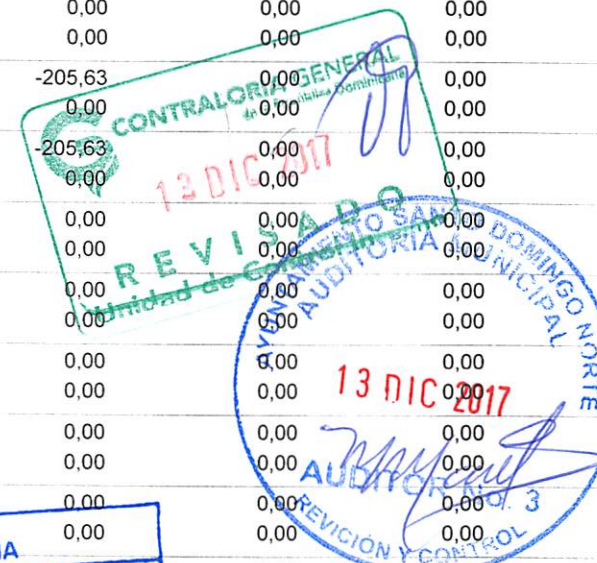 0,00 0,00 0,00
0,00 0,00 0,00
-205,63 0,00 0,00
0,00 0,00 0,00
-205,63 0,00 0,00
0,00 0,00 0,00
0,00 0,00 0,00
0,00 0,00 0,00
0,00 0,00 0,00
0,00 0,00 0,00
0,00 0,00 0,00
0,00 0,00 0,00
0,00 0,00 0,00
0,00 0,00 0,00
0,00 0,00 0,00
0,00 0,00 0,00
CONTRALORIA GENERAL
de la República Dominicana
13 DIC 2017
REVISADO
Unidad de
AYUNTAMIENTO SANTO DOMINGO NORTE
AUDITORIA MUNICIPAL
13 DIC 2017
AUDITOR NO. 3
REVICIÓN Y CONTROL